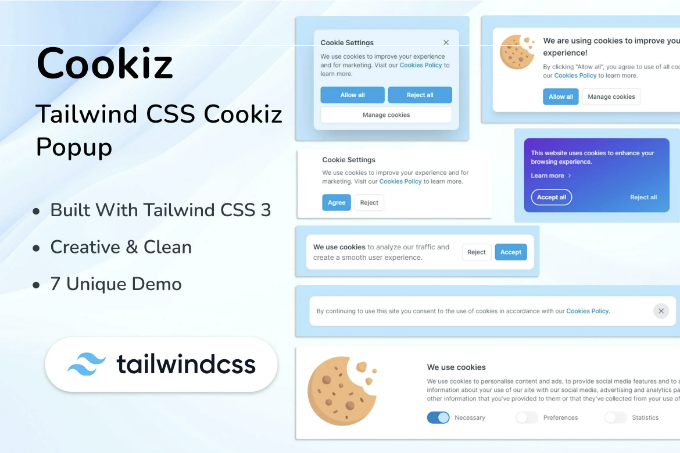 Cookiz
Tailwind CSS Cookiz
Popup
Built With Tailwind CSS 3
Creative & Clean
7 Unique Demo
tailwindcss
Cookie Settings
We use cookies to improve your experience
and for marketing. Visit our Cookies Policy to
learn more.
Allow all
Reject all
Manage cookies
We are using cookies to improve you
experience!
By clicking "Allow all", you agree to use of all co
our Cookies Policy to learn more.
Allow all
Manage cookies
This website uses cookies to enhance your
browsing experience.
Learn more >
Accept all
Reject all
Cookie Settings
We use cookies to improve your experience and for
marketing. Visit our Cookies Policy to learn more.
Agree
Reject
We use cookies to analyze our traffic and
create a smooth user experience.
Reject
Accept
By continuing to use this site you consent to the use of cookies in accordance with our Cookies Policy.
We use cookies
We use cookies to personalise content and ads, to provide social media features and to a
information about your use of our site with our social media, advertising and analytics pa
other information that you've provided to them or that they've collected from your use of
Necessary
Preferences
Statistics